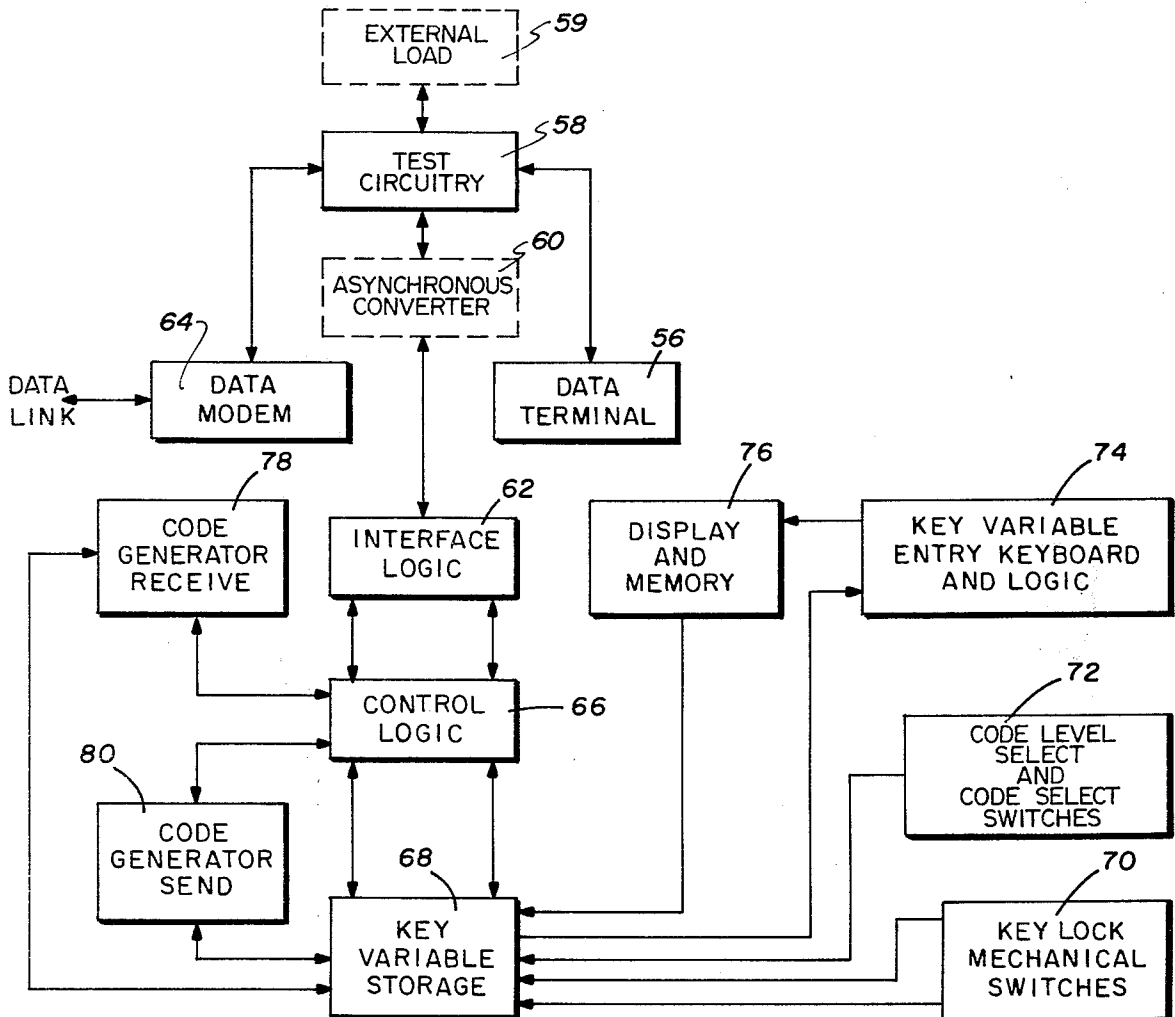 59
EXTERNAL
LOAD
58
TEST
CIRCUITRY
60
ASYNCHRONOUS
CONVERTER
64
DATA
LINK
DATA
MODEM
56
DATA
TERMINAL
78
CODE
GENERATOR
RECEIVE
62
INTERFACE
LOGIC
76
DISPLAY
AND
MEMORY
74
KEY VARIABLE
ENTRY KEYBOARD
AND LOGIC
CONTROL
LOGIC
66
72
CODE LEVEL
SELECT
AND
CODE SELECT
SWITCHES
80
CODE
GENERATOR
SEND
68
KEY
VARIABLE
STORAGE
70
KEY LOCK
MECHANICAL
SWITCHES